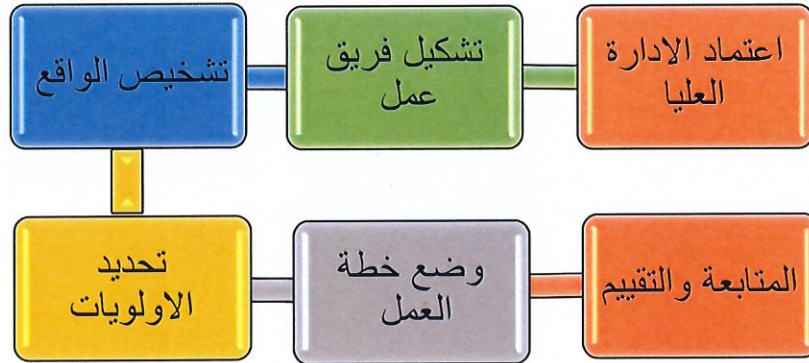 اعتماد الادارة
العليا
تشكيل فريق
عمل
تشخيص الواقع
تحديد
الاولويات
وضع خطة
العمل
المتابعة والتقييم